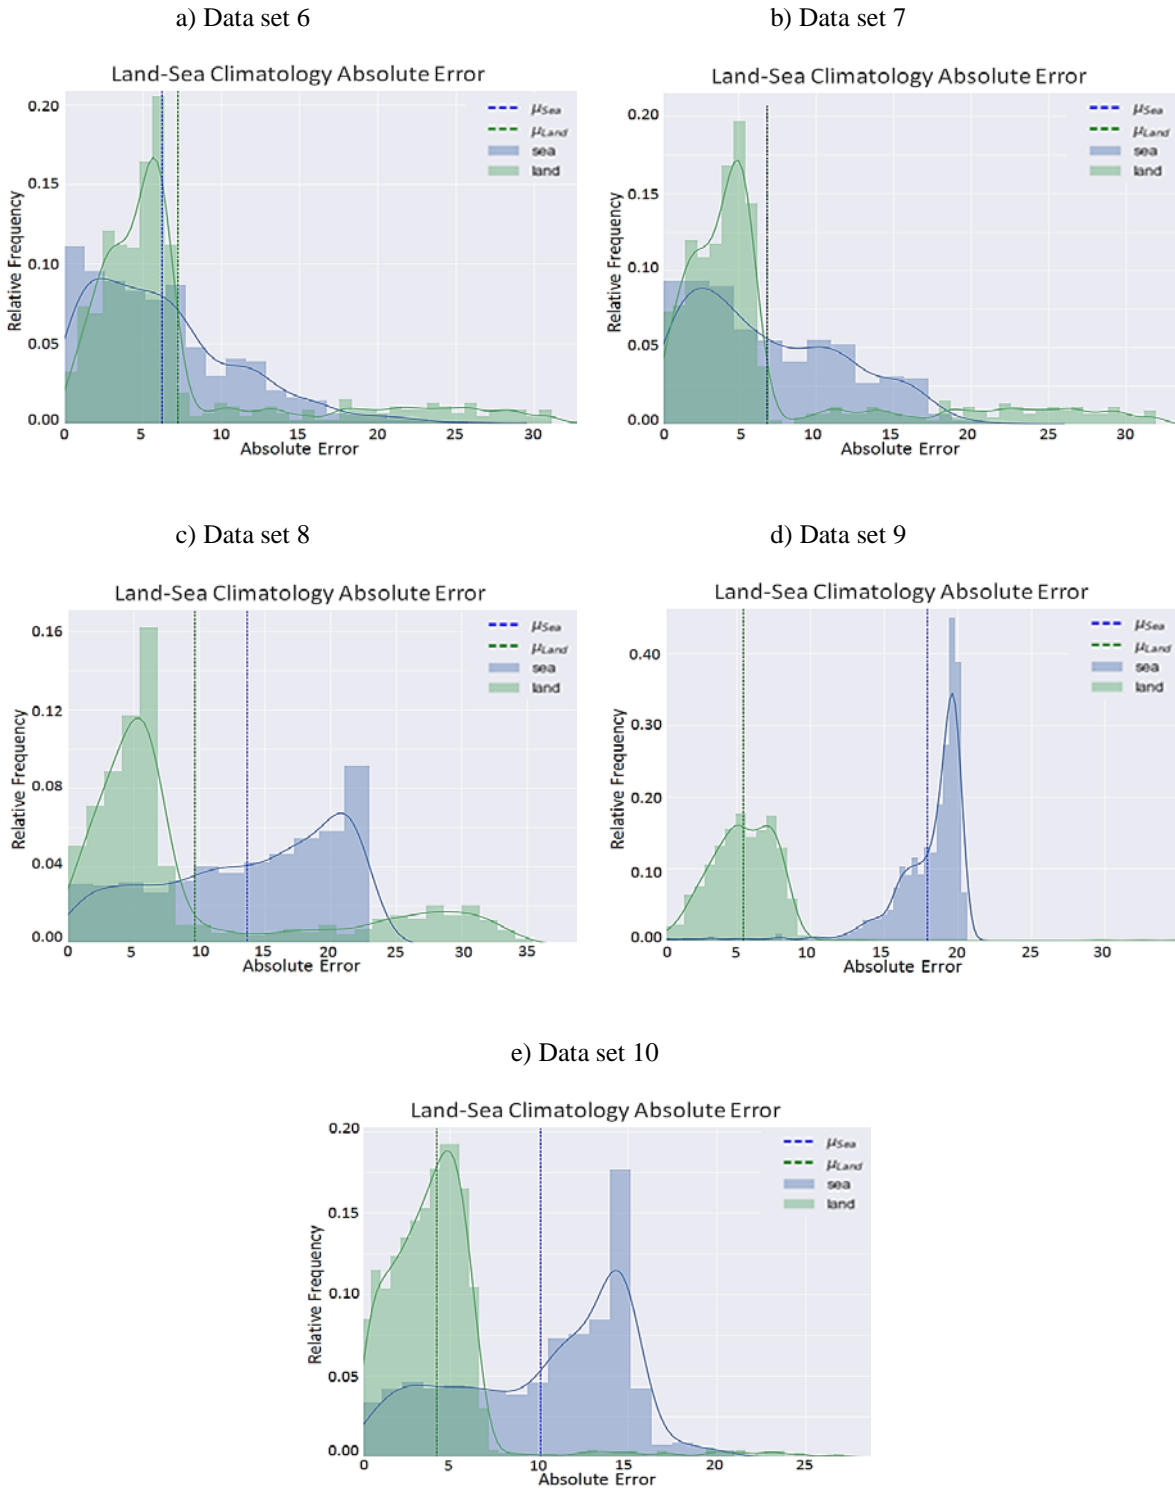 a) Data set 6
b) Data set 7
Land-Sea Climatology Absolute Error
Land-Sea Climatology Absolute Error
0.20
0.15
0.10
0.05
0.00
Relative Frequency
μSea
μLand
sea
land
0 5 10 15 20 25 30
Absolute Error
0.20
0.15
0.10
0.05
0.00
Relative Frequency
μSea
μLand
sea
land
0 5 10 15 20 25 30
Absolute Error
c) Data set 8
d) Data set 9
Land-Sea Climatology Absolute Error
Land-Sea Climatology Absolute Error
0.16
0.12
0.08
0.04
0.00
Relative Frequency
μSea
μLand
sea
land
0 5 10 15 20 25 30 35
Absolute Error
0.40
0.30
0.20
0.10
0.00
Relative Frequency
μSea
μLand
sea
land
0 5 10 15 20 25 30
Absolute Error
e) Data set 10
Land-Sea Climatology Absolute Error
0.20
0.15
0.10
0.05
0.00
Relative Frequency
μSea
μLand
sea
land
0 5 10 15 20 25
Absolute Error